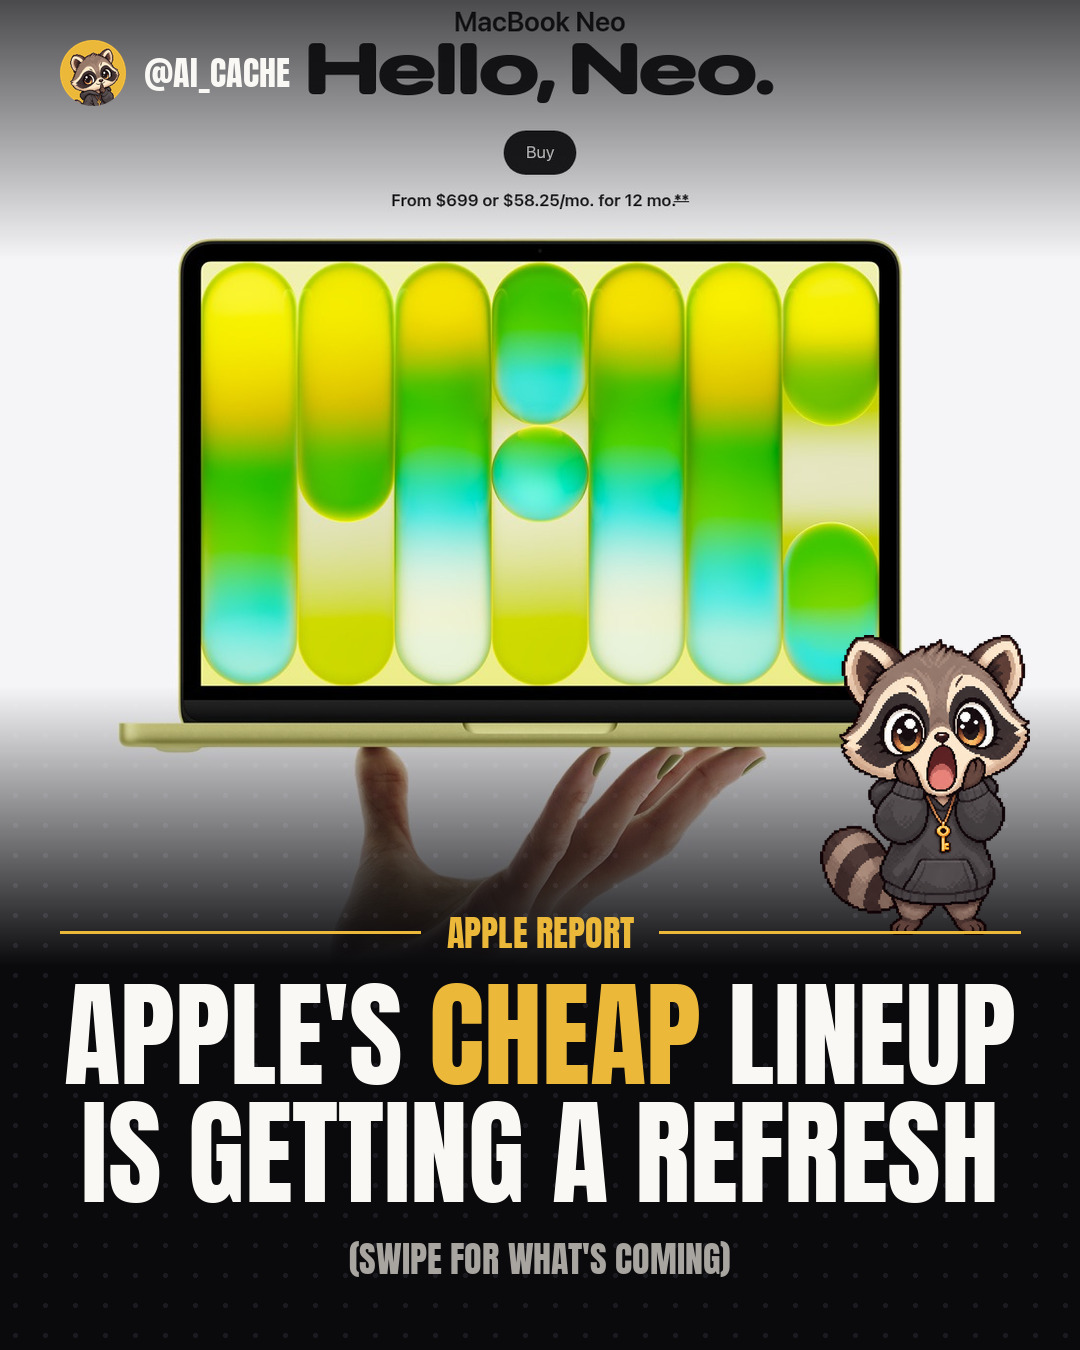 MacBook Neo
@AI_CACHE
Hello, Neo.
Buy
From $699 or $58.25/mo. for 12 mo.**
APPLE REPORT
APPLE'S CHEAP LINEUP
IS GETTING A REFRESH
(SWIPE FOR WHAT'S COMING)